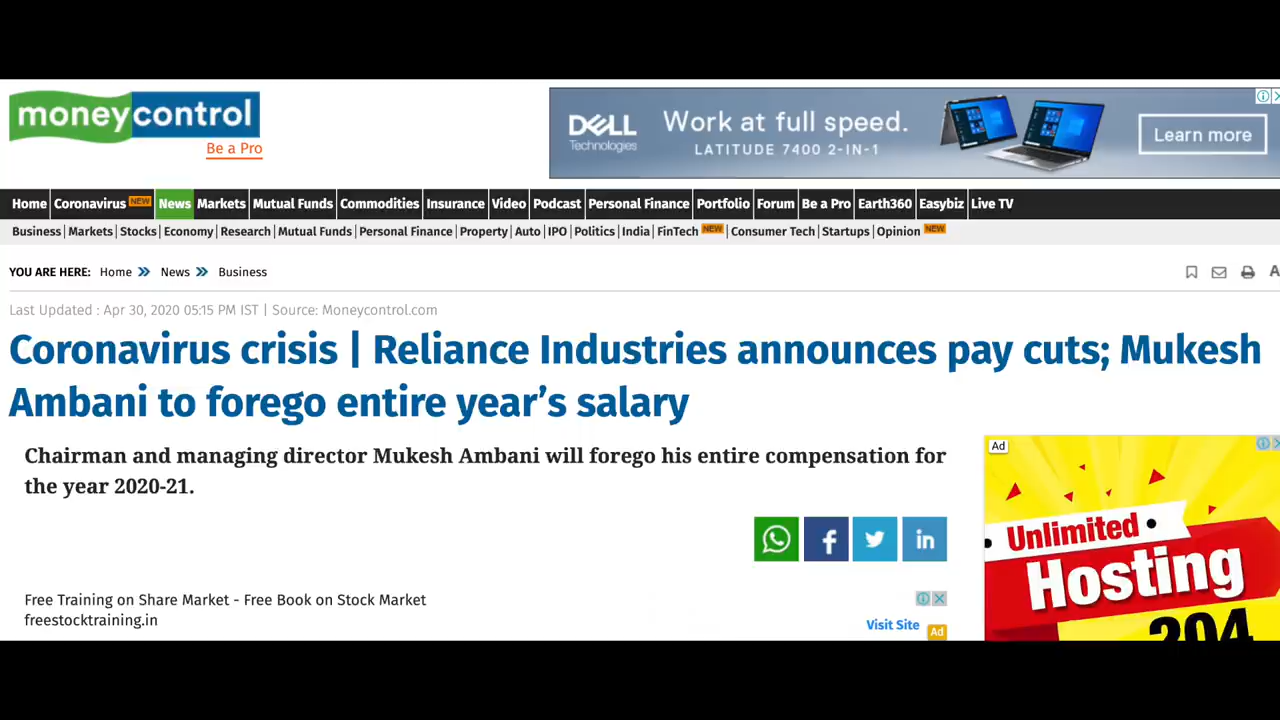 moneycontrol
Be a Pro
DELL Technologies
Work at full speed.
LATITUDE 7400 2-IN-1
Learn more
Home Coronavirus NEW News Markets Mutual Funds Commodities Insurance Video Podcast Personal Finance Portfolio Forum Be a Pro Earth360 Easybiz Live TV
Business | Markets | Stocks | Economy | Research | Mutual Funds | Personal Finance | Property | Auto | IPO | Politics | India | FinTech NEW | Consumer Tech | Startups | Opinion NEW
YOU ARE HERE: Home » News » Business
A
Last Updated : Apr 30, 2020 05:15 PM IST | Source: Moneycontrol.com
Coronavirus crisis | Reliance Industries announces pay cuts; Mukesh
Ambani to forego entire year’s salary
Chairman and managing director Mukesh Ambani will forego his entire compensation for
the year 2020-21.
Ad
Unlimited
Hosting
204
Free Training on Share Market - Free Book on Stock Market
freestocktraining.in
Visit Site
Ad